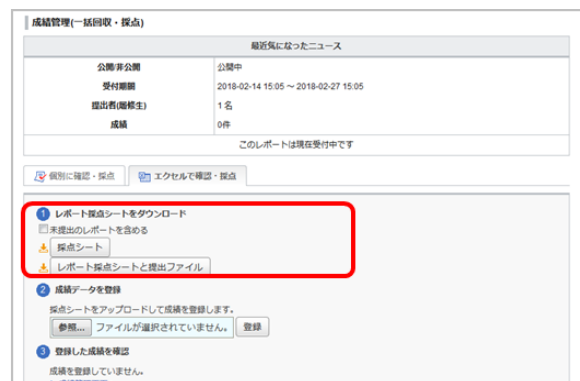 成績管理(一括回収・採点)
最近気になったニュース
公開/非公開 公開中
受付期間 2018-02-14 15:05 ～ 2018-02-27 15:05
提出者(履修生) 1 名
成績 0件
このレポートは現在受付中です
個別に確認・採点 エクセルで確認・採点
1 レポート採点シートをダウンロード
未提出のレポートを含める
採点シート
レポート採点シートと提出ファイル
2 成績データを登録
採点シートをアップロードして成績を登録します。
参照... ファイルが選択されていません。 登録
3 登録した成績を確認
成績を登録していません。